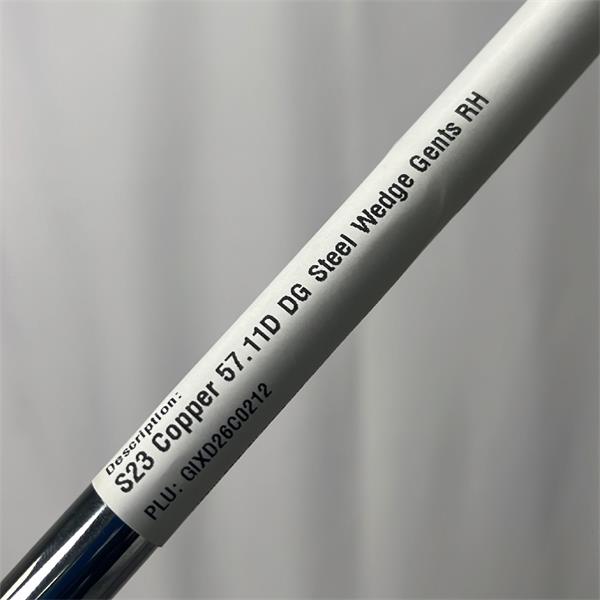 Description:
S23 Copper 57.11D DG Steel Wedge Gents RH
PLU: GIXD26C0212